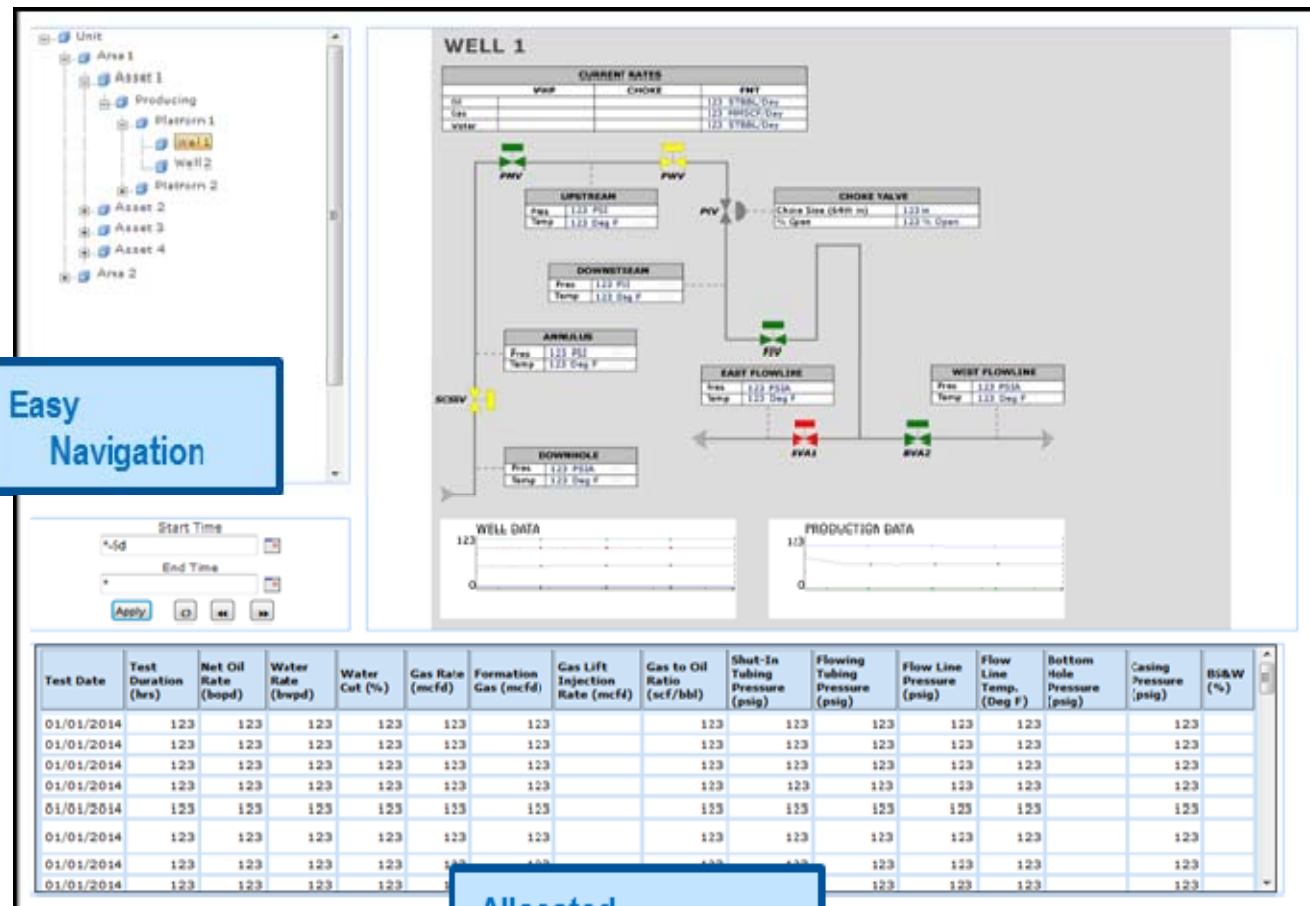 Unit
Area 1
Asset 1
Producing
Platform 1
Well 1
Well 2
Platform 2
Asset 2
Asset 3
Asset 4
Area 2
Easy
Navigation
Start Time
*-5d
End Time
*
Apply
WELL 1
CURRENT RATES
WHP CHOKE FMT
Oil 123 STBBL/Day
Gas 123 MMSCF/Day
Water 123 STBBL/Day
PMV
PWV
UPSTREAM
Pres 123 PSI
Temp 123 Deg F
PIV
CHOKE VALVE
Choke Size (64th in) 123 in
% Open 123 % Open
DOWNSTEAM
Pres 123 PSI
Temp 123 Deg F
ANNULUS
Pres 123 PSI
Temp 123 Deg F
FIV
EAST FLOWLINE
Pres 123 PSIA
Temp 123 Deg F
WEST FLOWLINE
Pres 123 PSIA
Temp 123 Deg F
SCSSV
BVA2
DOWNHOLE
Pres 123 PSIA
Temp 123 Deg F
WELL DATA
123
0
PRODUCTION DATA
123
0
Test Date Test Duration (hrs) Net Oil Rate (bopd) Water Rate (bwpd) Water Cut (%) Gas Rate (mcfd) Formation Gas (mcfd) Gas Lift Injection Rate (mcfd) Gas to Oil Ratio (scf/bbl) Shut-In Tubing Pressure (psig) Flowing Tubing Pressure (psig) Flow Line Pressure (psig) Flow Line Temp. (Deg F) Bottom Hole Pressure (psig) Casing Pressure (psig) BS&W (%)
01/01/2014 123 123 123 123 123 123 123 123 123 123 123 123
01/01/2014 123 123 123 123 123 123 123 123 123 123 123 123
01/01/2014 123 123 123 123 123 123 123 123 123 123 123 123
01/01/2014 123 123 123 123 123 123 123 123 123 123 123 123
01/01/2014 123 123 123 123 123 123 123 123 123 123 123 123
01/01/2014 123 123 123 123 123 123 123 123 123 123 123 123
01/01/2014 123 123 123 123 123 123 123 123
01/01/2014 123 123 123 123 123 123 123 123
Allocated